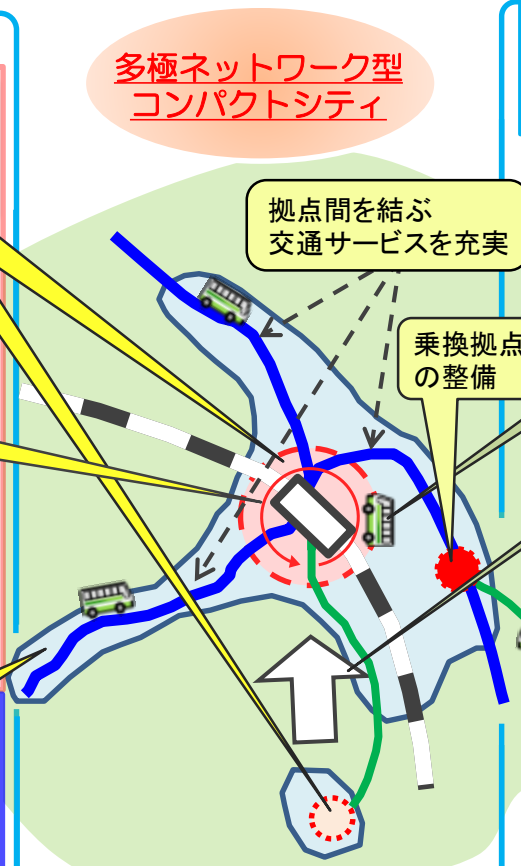 多極ネットワーク型
コンパクトシティ
拠点間を結ぶ
交通サービスを充実
乗換拠点
の整備